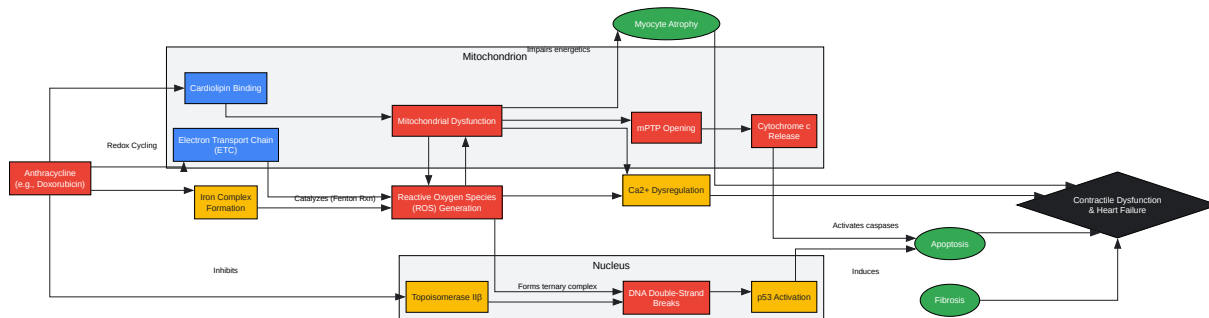 Myocyte Atrophy
Impairs energetics
Mitochondrion
Cardiolipin Binding
Mitochondrial Dysfunction
mPTP Opening
Cytochrome c
Release
Redox Cycling
Electron Transport Chain
(ETC)
Anthracycline
(e.g., Doxorubicin)
Iron Complex
Formation
Catalyzes (Fenton Rxn)
Reactive Oxygen Species
(ROS) Generation
Ca2+ Dysregulation
Contractile Dysfunction
& Heart Failure
Activates caspases
Apoptosis
Inhibits
Nucleus
Induces
Topoisomerase IIβ
Forms ternary complex
DNA Double-Strand
Breaks
p53 Activation
Fibrosis